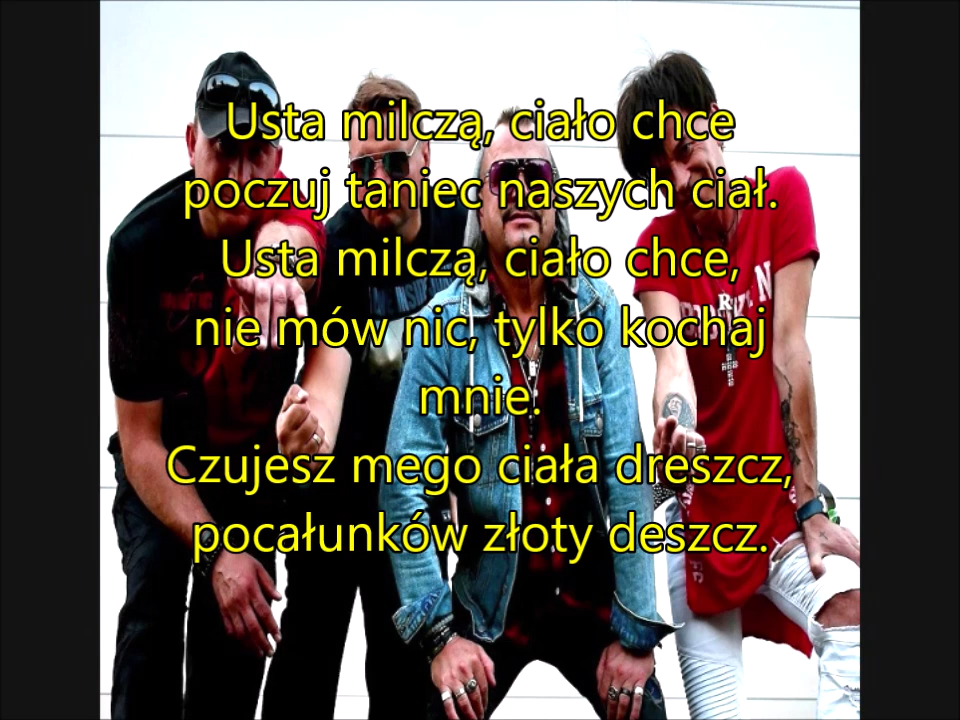 Usta milczą, ciało chce
poczuj taniec naszych ciał.
Usta milczą, ciało chce,
nie mów nic, tylko kochaj
mnie.
Czujesz mego ciała dreszcz,
pocałunków złoty deszcz.